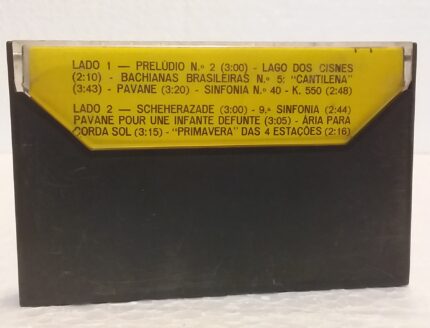 LADO 1 — PRELÚDIO N.º 2 (3:00) - LAGO DOS CISNES
(2:10) - BACHIANAS BRASILEIRAS N.º 5: "CANTILENA"
(3:43) - PAVANE (3:20) - SINFONIA N.º 40 - K. 550 (2:48)
LADO 2 — SCHEHERAZADE (3:00) - 9.ª SINFONIA (2:44)
PAVANE POUR UNE INFANTE DEFUNTE (3:05) - ÁRIA PARA
CORDA SOL (3:15) - "PRIMAVERA" DAS 4 ESTAÇÕES (2:16)